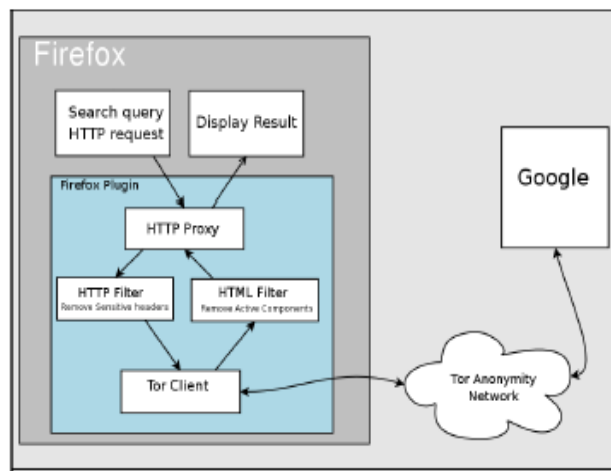 Firefox
Search query
HTTP request
Display Result
Firefox Plugin
HTTP Proxy
HTTP Filter
Remove Sensitive headers
HTML Filter
Remove Active Components
Tor Client
Google
Tor Anonymity
Network